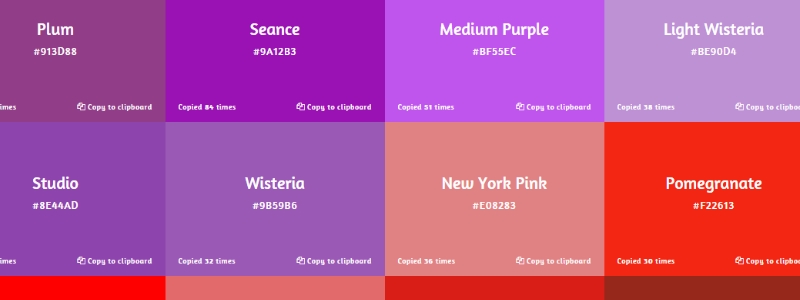 Plum
#913D88
times
Copy to clipboard
Seance
#9A12B3
Copied 84 times
Copy to clipboard
Medium Purple
#BF55EC
Copied 51 times
Copy to clipboard
Light Wisteria
#BE90D4
Copied 38 times
Copy to clipboa
Studio
#8E44AD
times
Copy to clipboard
Wisteria
#9B59B6
Copied 32 times
Copy to clipboard
New York Pink
#E08283
Copied 36 times
Copy to clipboard
Pomegranate
#F22613
Copied 30 times
Copy to clipboa